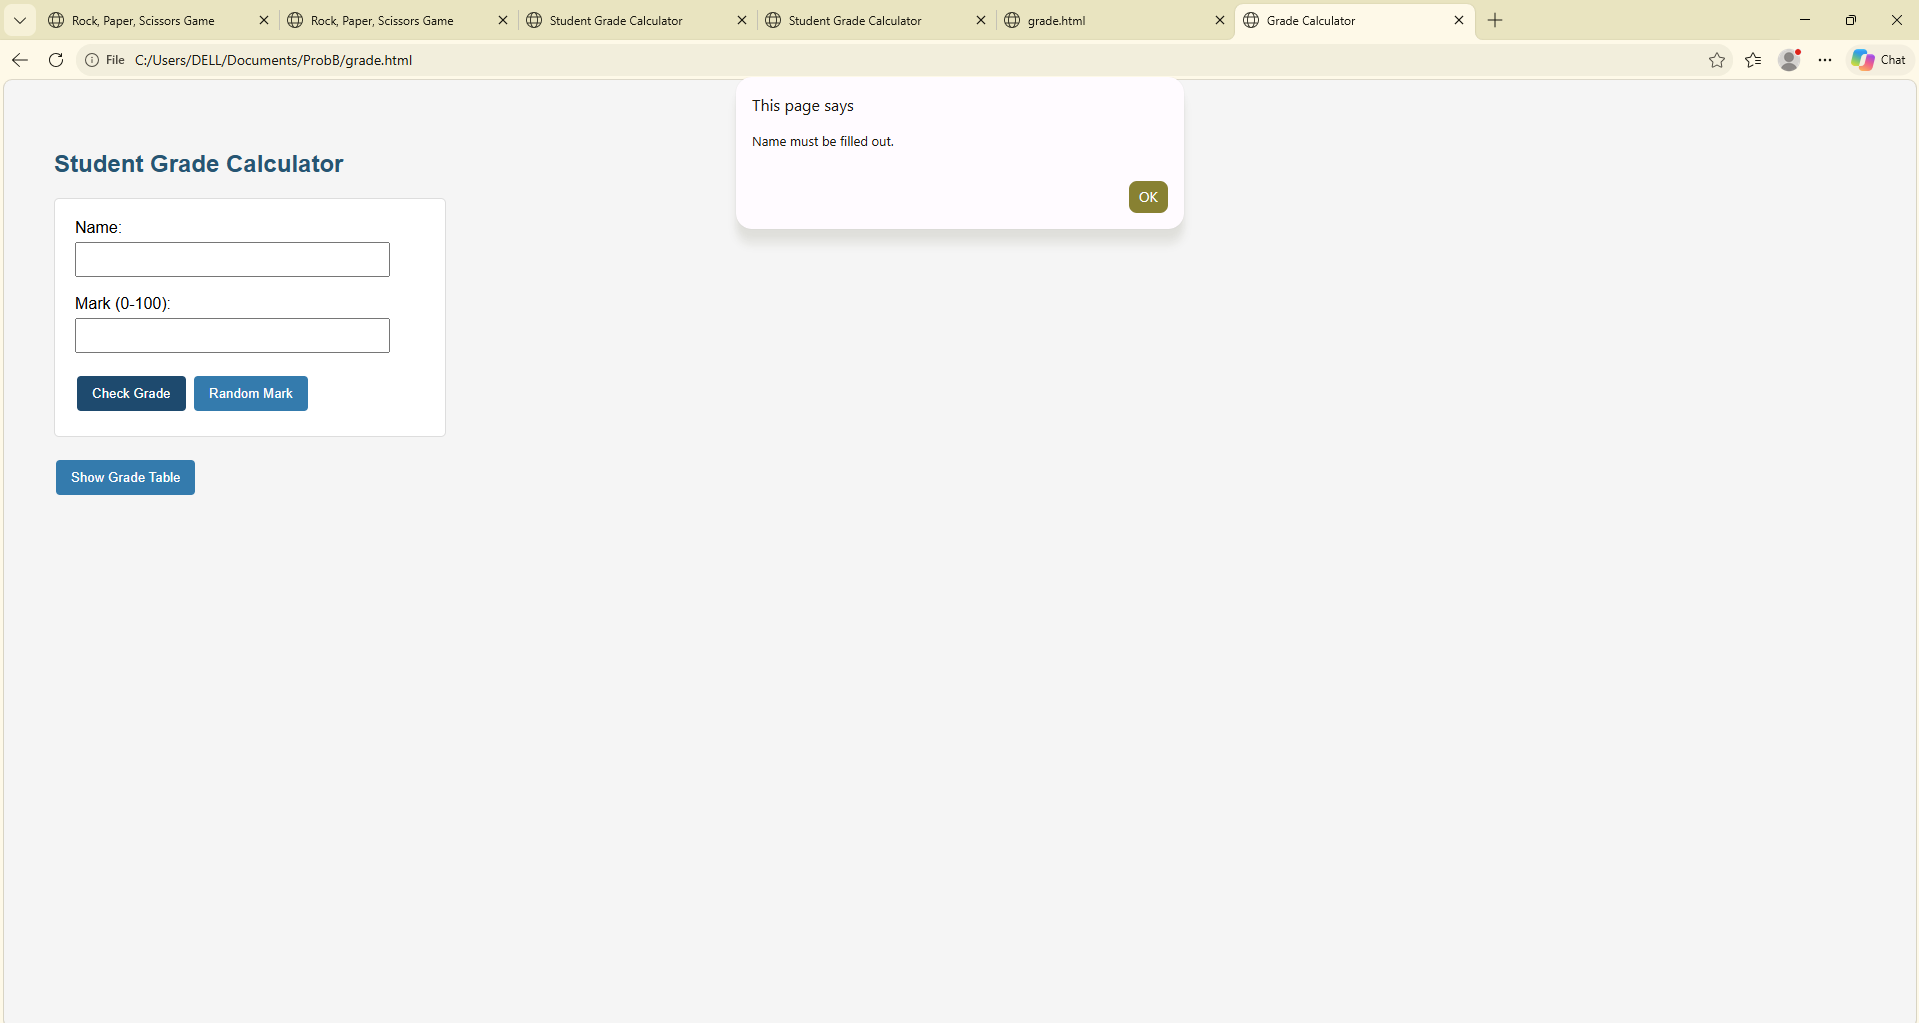 Rock, Paper, Scissors Game
Rock, Paper, Scissors Game
Student Grade Calculator
Student Grade Calculator
grade.html
Grade Calculator
File C:/Users/DELL/Documents/ProbB/grade.html
Chat
This page says
Name must be filled out.
OK
Student Grade Calculator
Name:
Mark (0-100):
Check Grade
Random Mark
Show Grade Table